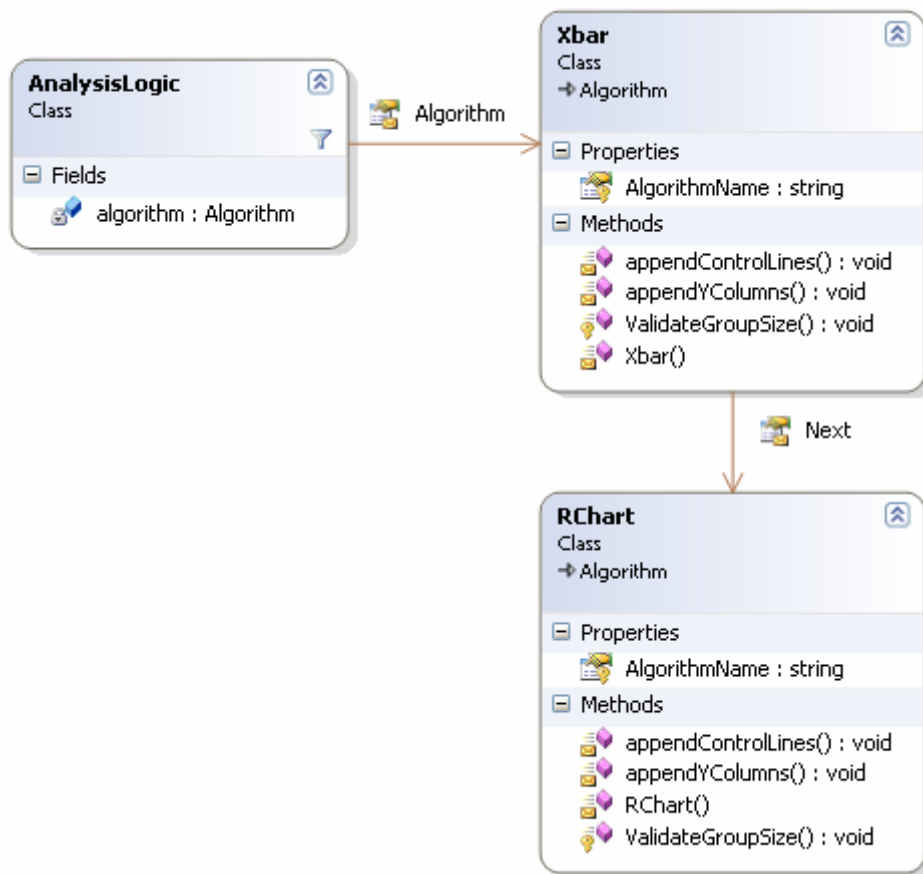 AnalysisLogic
Class
Fields
algorithm : Algorithm
Algorithm
Xbar
Class
Algorithm
Properties
AlgorithmName : string
Methods
appendControlLines() : void
appendYColumns() : void
ValidateGroupSize() : void
Xbar()
Next
RChart
Class
Algorithm
Properties
AlgorithmName : string
Methods
appendControlLines() : void
appendYColumns() : void
RChart()
ValidateGroupSize() : void